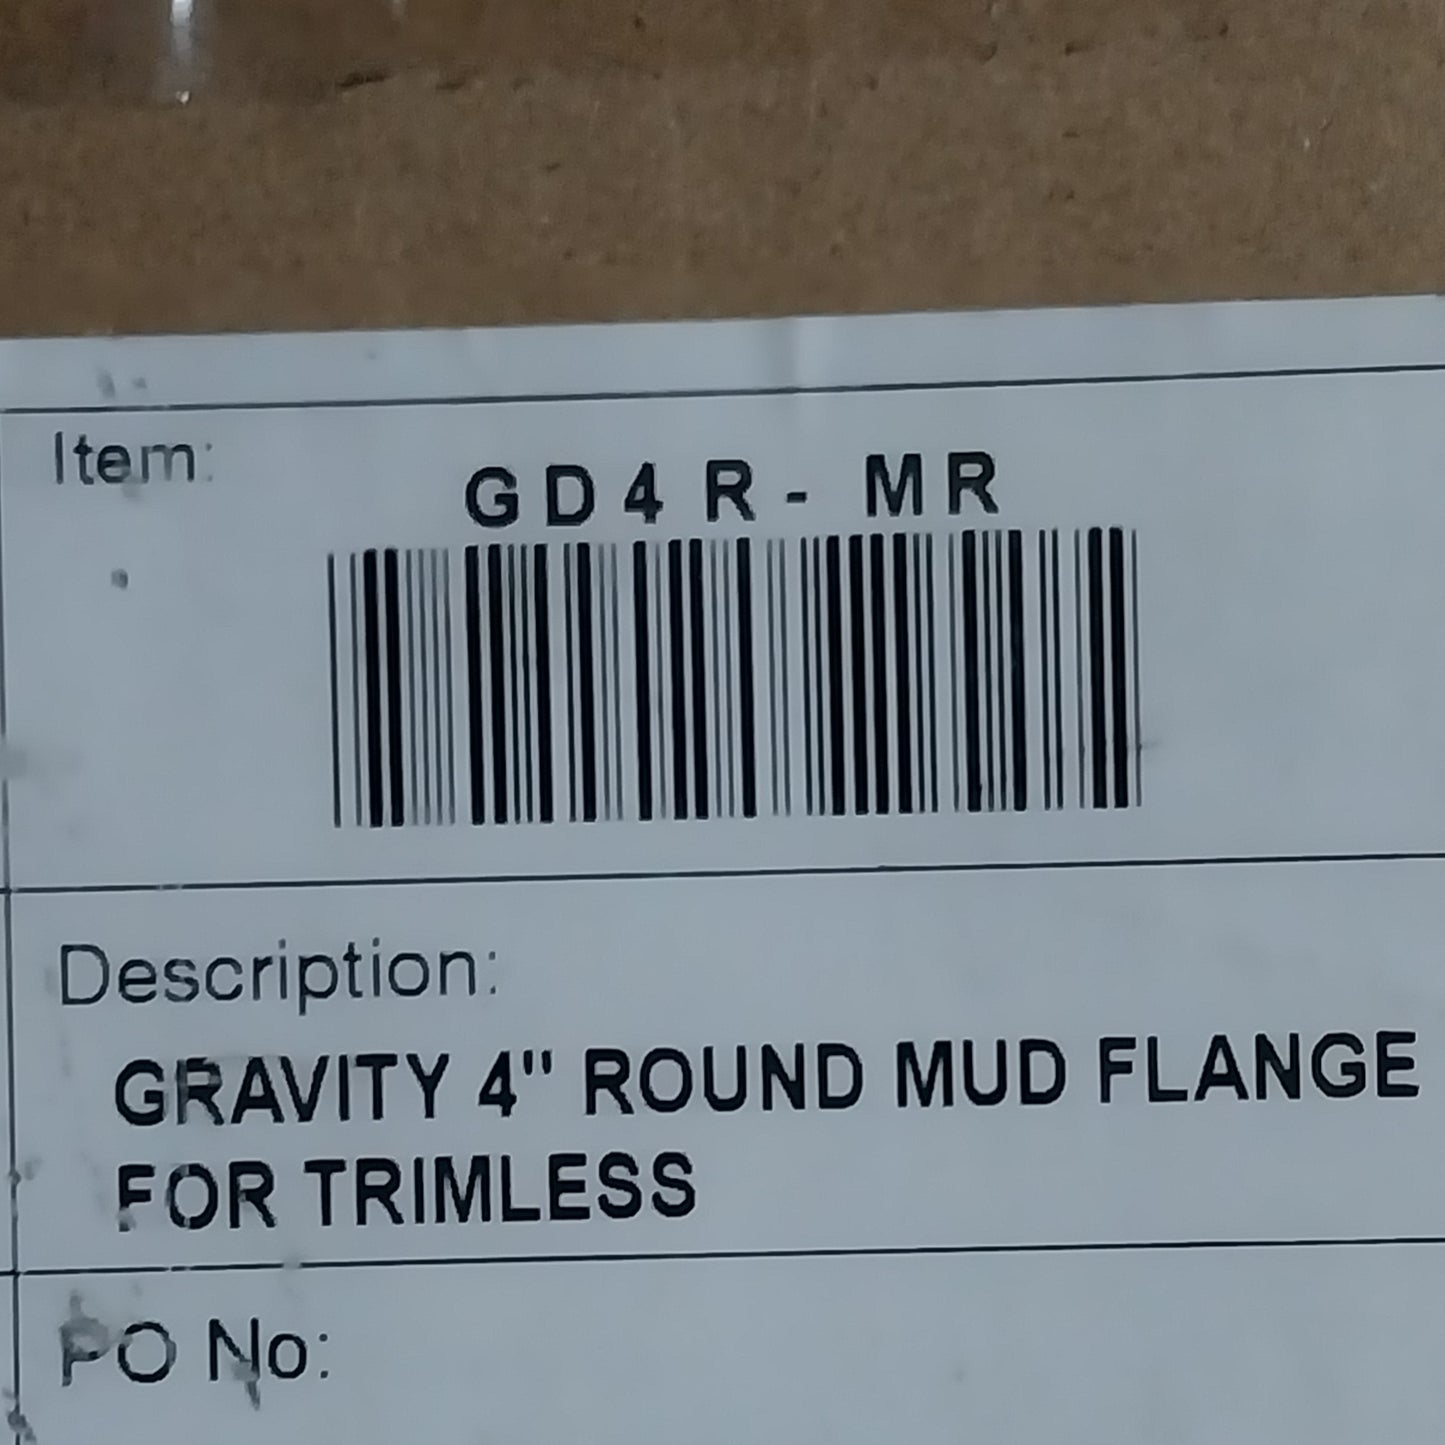 Item:
GD4R-MR
Description:
GRAVITY 4" ROUND MUD FLANGE
FOR TRIMLESS
PO No: